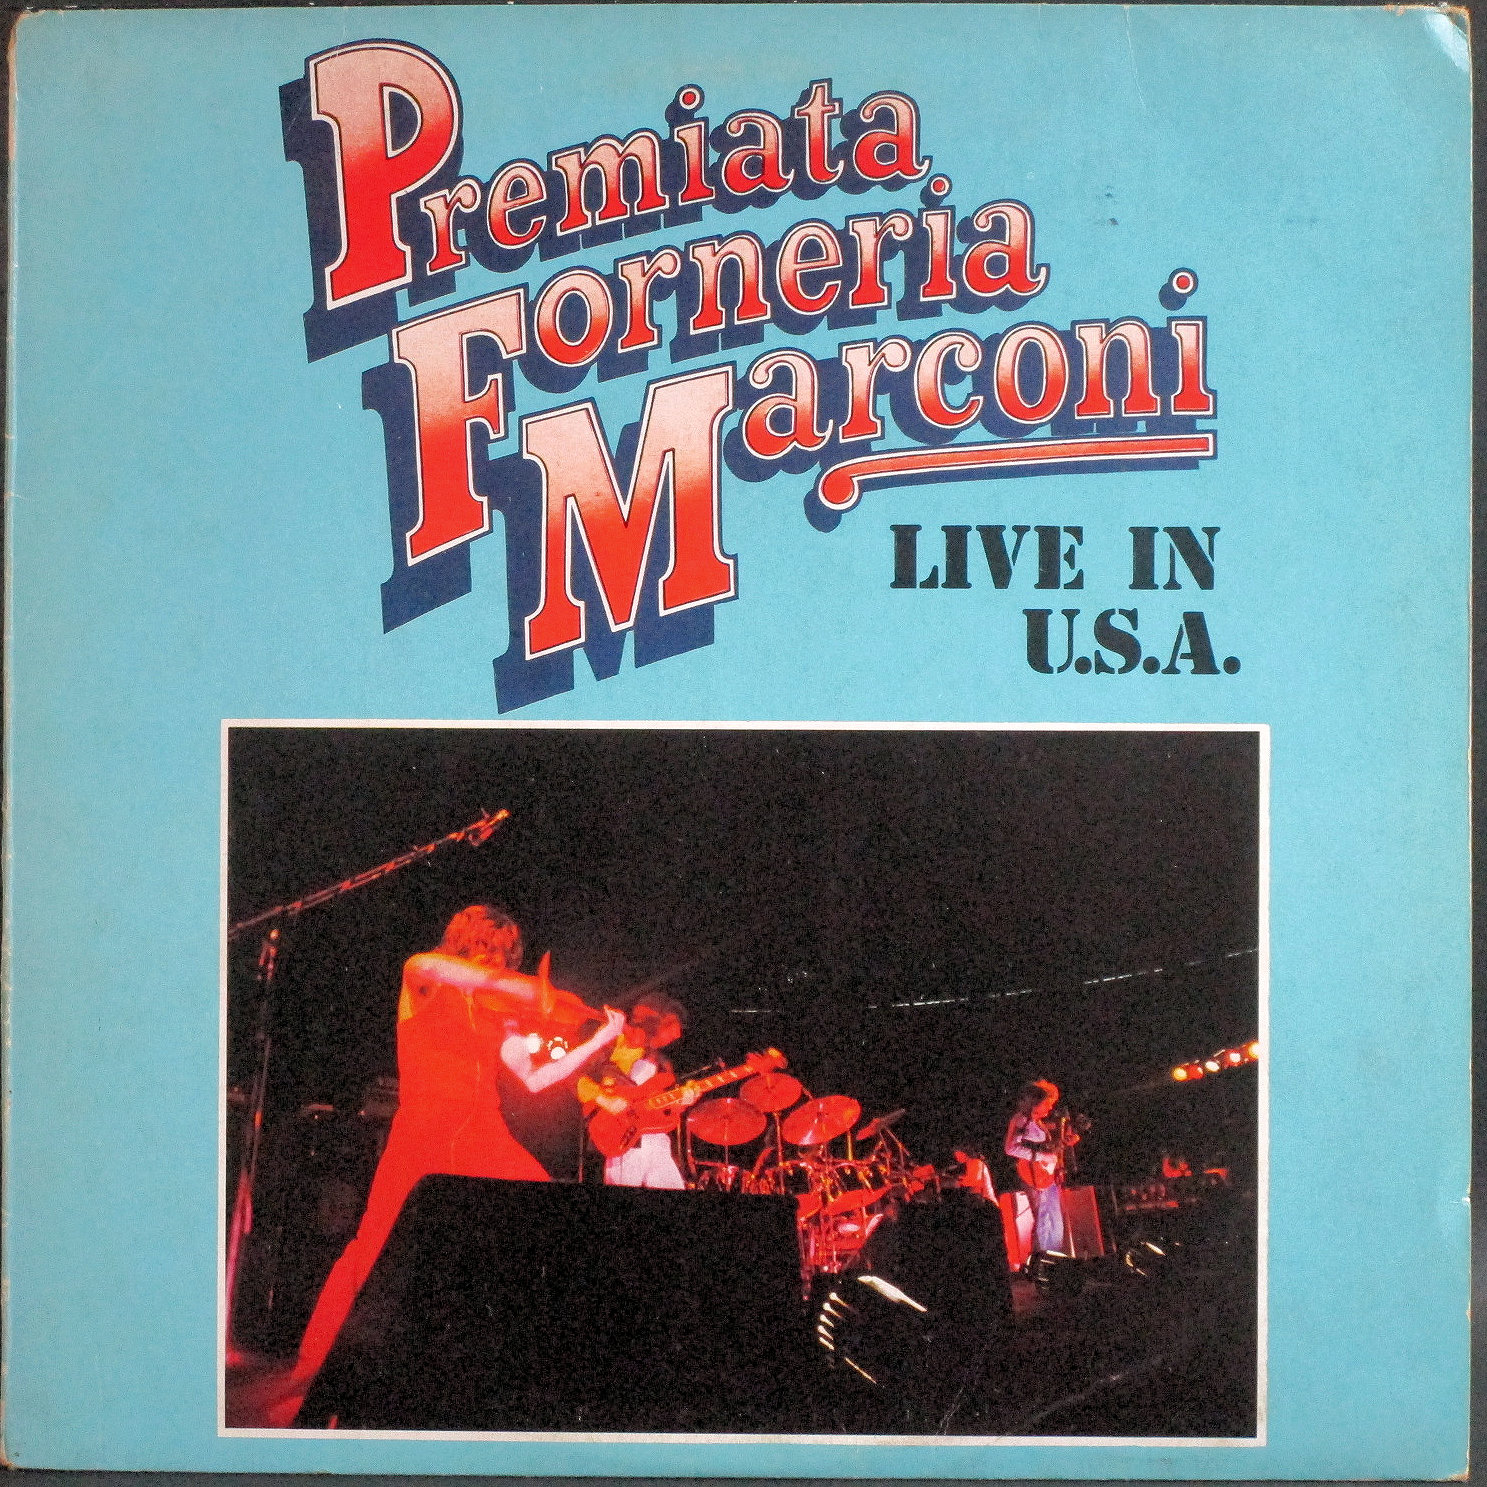 Premiata
Forneria
Marconi
LIVE IN
U.S.A.